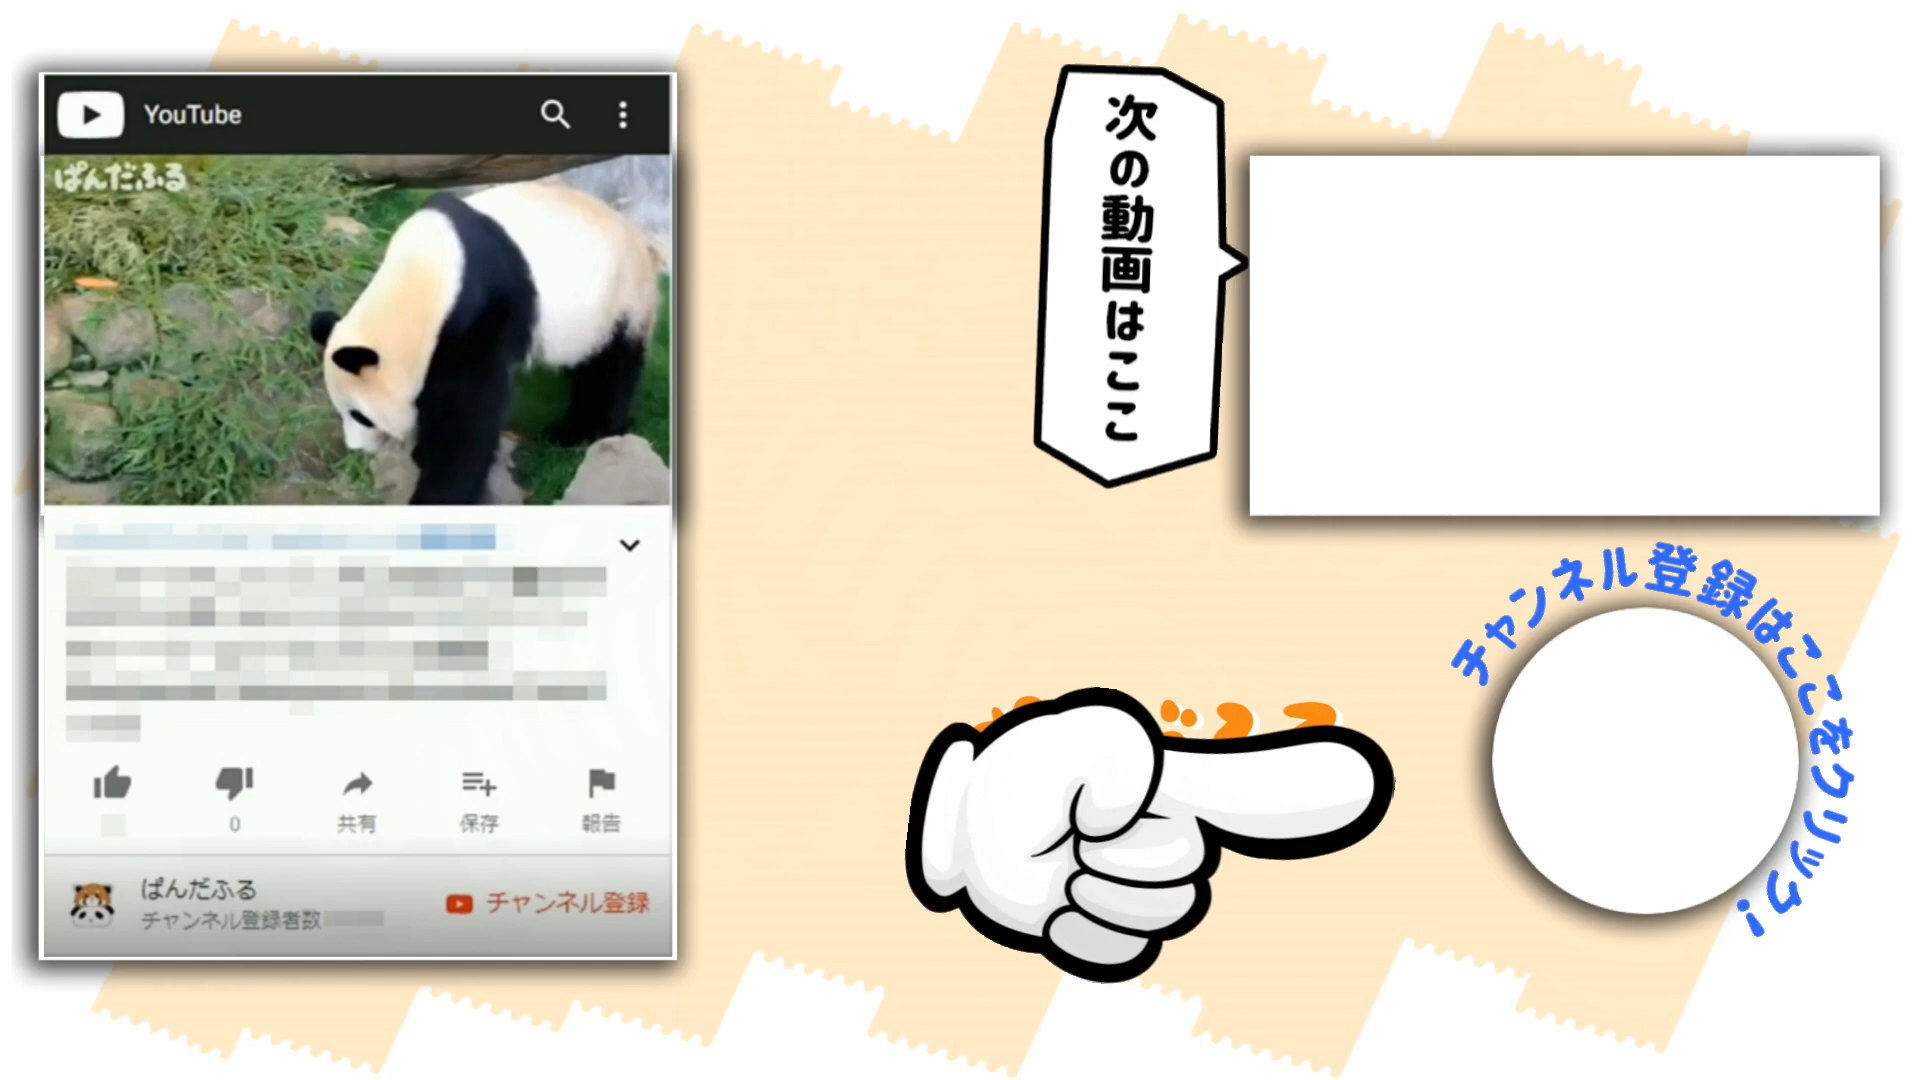 YouTube
ぱんだふる
0
共有
保存
報告
ぱんだふる
チャンネル登録者数
チャンネル登録
次の動画はここ
チャンネル登録はここをクリック!